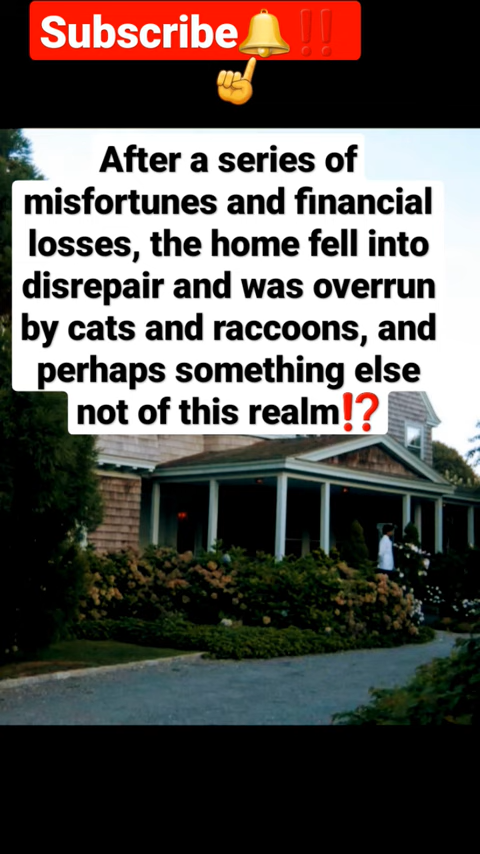 Subscribe🔔‼️
☝️
After a series of
misfortunes and financial
losses, the home fell into
disrepair and was overrun
by cats and raccoons, and
perhaps something else
not of this realm⁉️